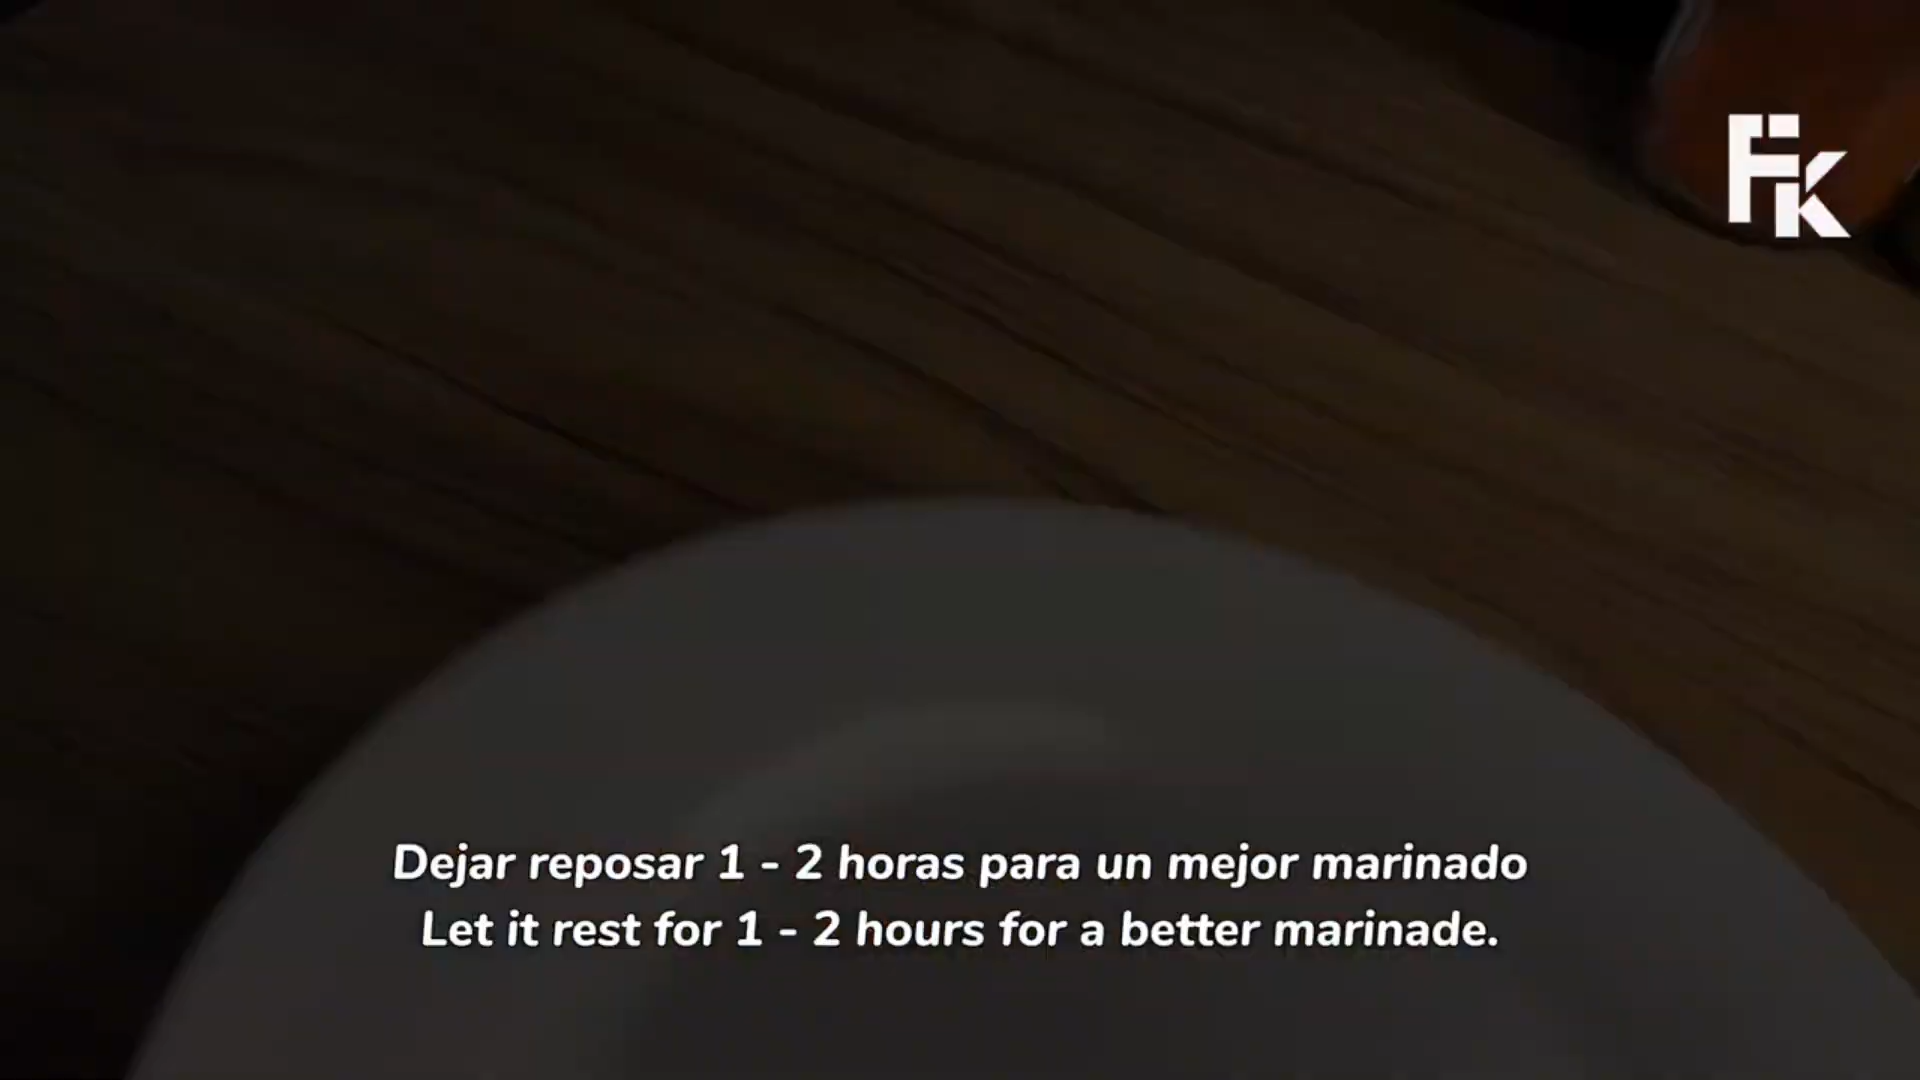 FK
Dejar reposar 1 - 2 horas para un mejor marinado
Let it rest for 1 - 2 hours for a better marinade.